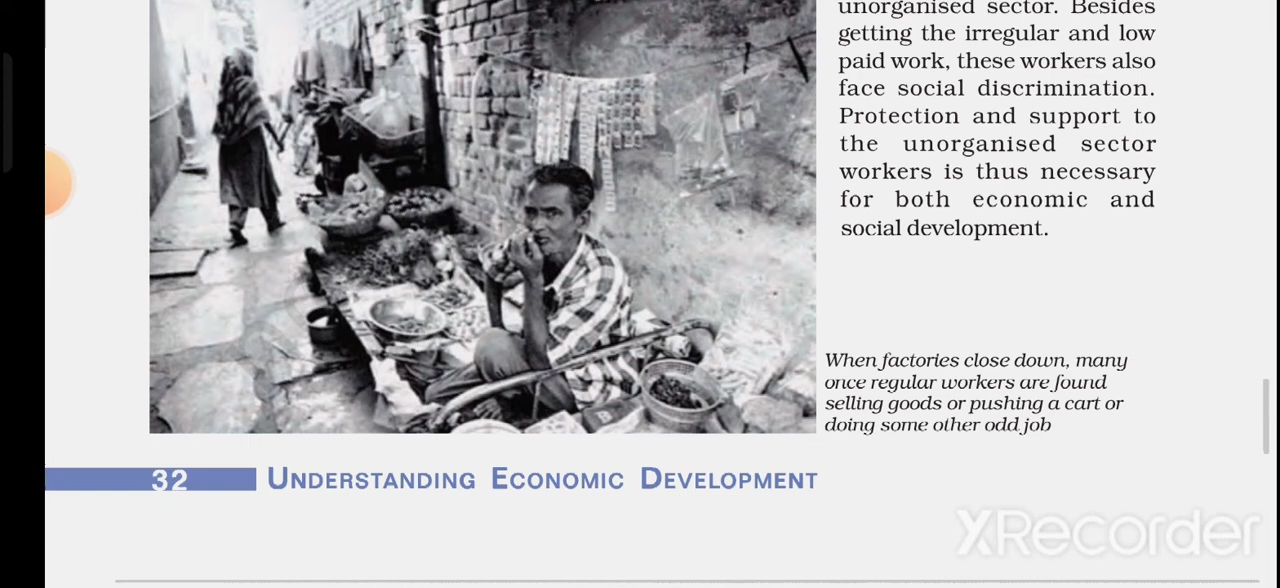 unorganised sector. Besides
getting the irregular and low
paid work, these workers also
face social discrimination.
Protection and support to
the unorganised sector
workers is thus necessary
for both economic and
social development.
When factories close down, many
once regular workers are found
selling goods or pushing a cart or
doing some other odd job
32 UNDERSTANDING ECONOMIC DEVELOPMENT
XRecorder